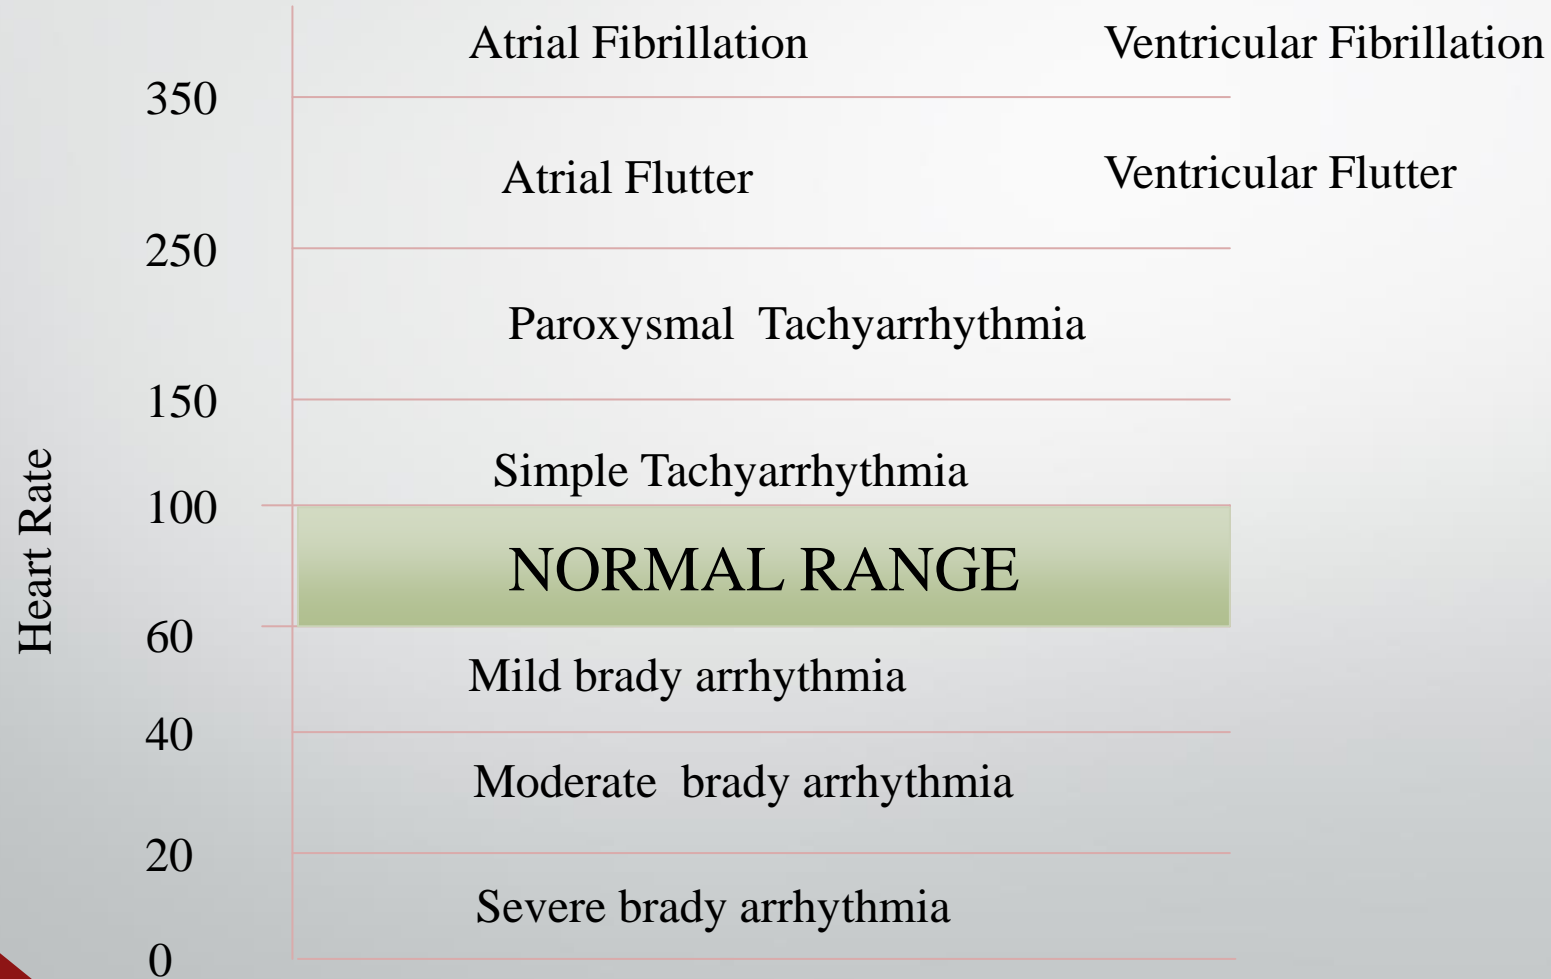 Atrial Fibrillation Ventricular Fibrillation
350
Atrial Flutter Ventricular Flutter
250
Paroxysmal  Tachyarrhythmia
150
Simple Tachyarrhythmia
100
Heart Rate
NORMAL RANGE
60
Mild brady arrhythmia
40
Moderate  brady arrhythmia
20
Severe brady arrhythmia
0